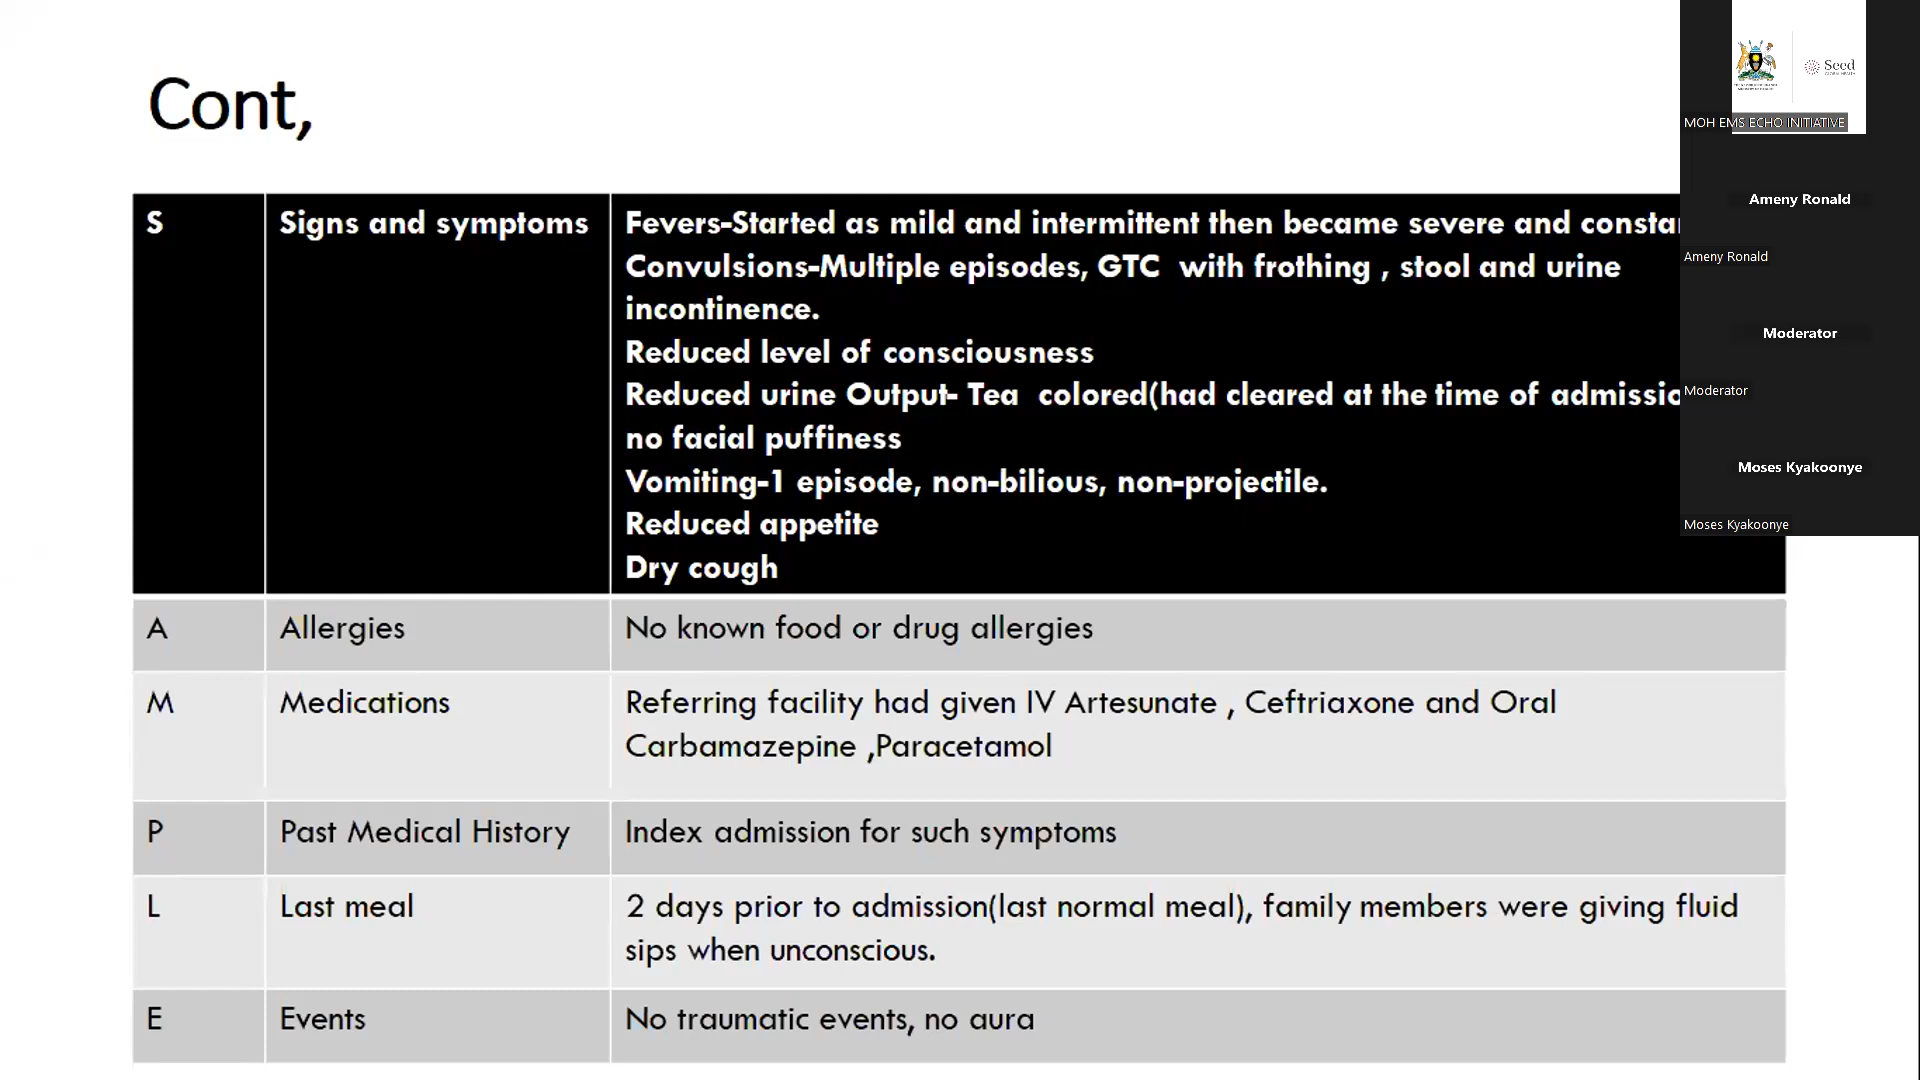 Cont,
S Signs and symptoms Fevers-Started as mild and intermittent then became severe and
Convulsions-Multiple episodes, GTC with frothing , stool and urine
incontinence.
Reduced level of consciousness
Reduced urine Output- Tea colored(had cleared at the time of
no facial puffiness
Vomiting-1 episode, non-bilious, non-projectile.
Reduced appetite
Dry cough
A Allergies No known food or drug allergies
M Medications Referring facility had given IV Artesunate , Ceftriaxone and Oral
Carbamazepine ,Paracetamol
P Past Medical History Index admission for such symptoms
L Last meal 2 days prior to admission(last normal meal), family members were giving fluid
sips when unconscious.
E Events No traumatic events, no aura
Seed
MOH EMS ECHO INITIATIVE
Ameny Ronald
Ameny Ronald
Moderator
Moderator
Moses Kyakoonye
Moses Kyakoonye